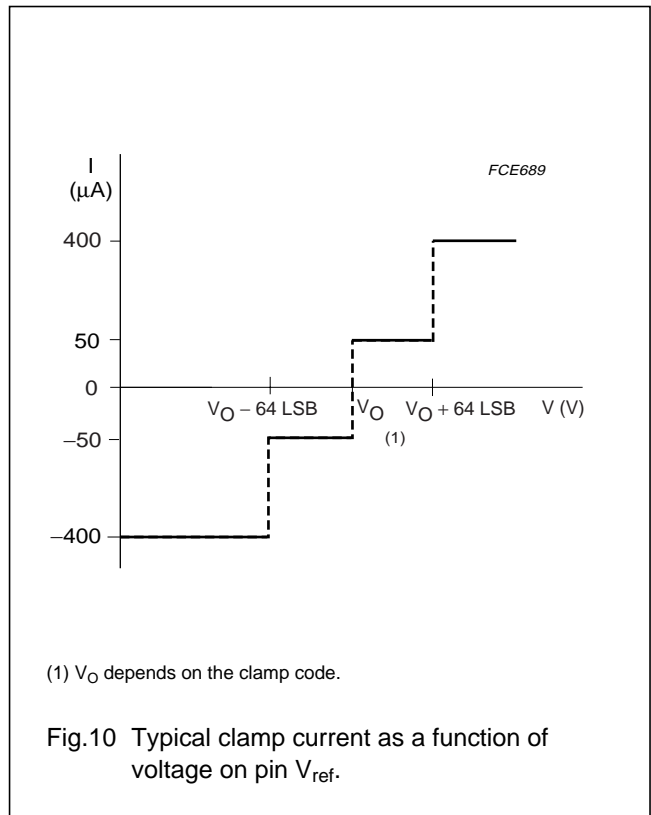 I
(μA)
FCE689
400
50
0
V_O − 64 LSB
V_O
V_O + 64 LSB
V (V)
(1)
−50
−400
(1) V_O depends on the clamp code.
Fig.10 Typical clamp current as a function of
voltage on pin V_ref.